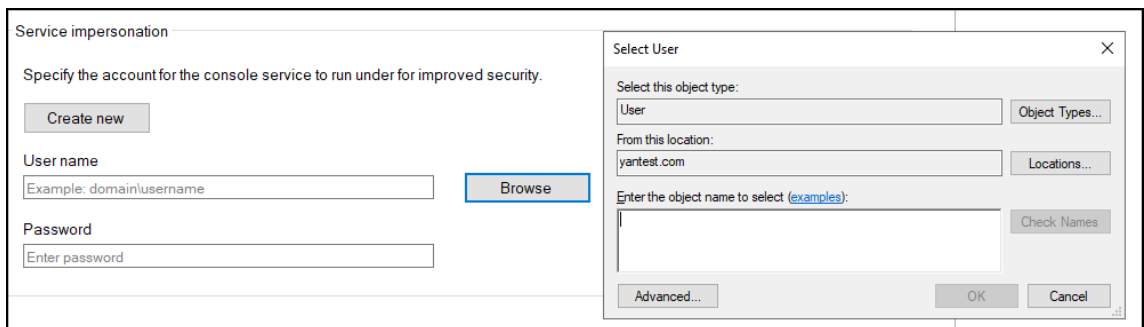 Service impersonation
Specify the account for the console service to run under for improved security.
Create new
User name
Example: domain\username
Browse
Password
Enter password
Select User
Select this object type:
User
Object Types...
From this location:
yantest.com
Locations...
Enter the object name to select (examples):
Check Names
Advanced...
OK
Cancel